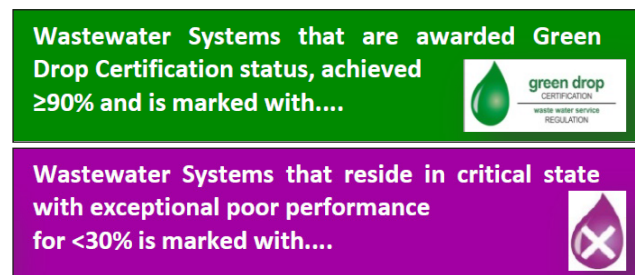 Wastewater Systems that are awarded Green
Drop Certification status, achieved
≥90% and is marked with....
green drop
CERTIFICATION
waste water service
REGULATION
Wastewater Systems that reside in critical state
with exceptional poor performance
for <30% is marked with....